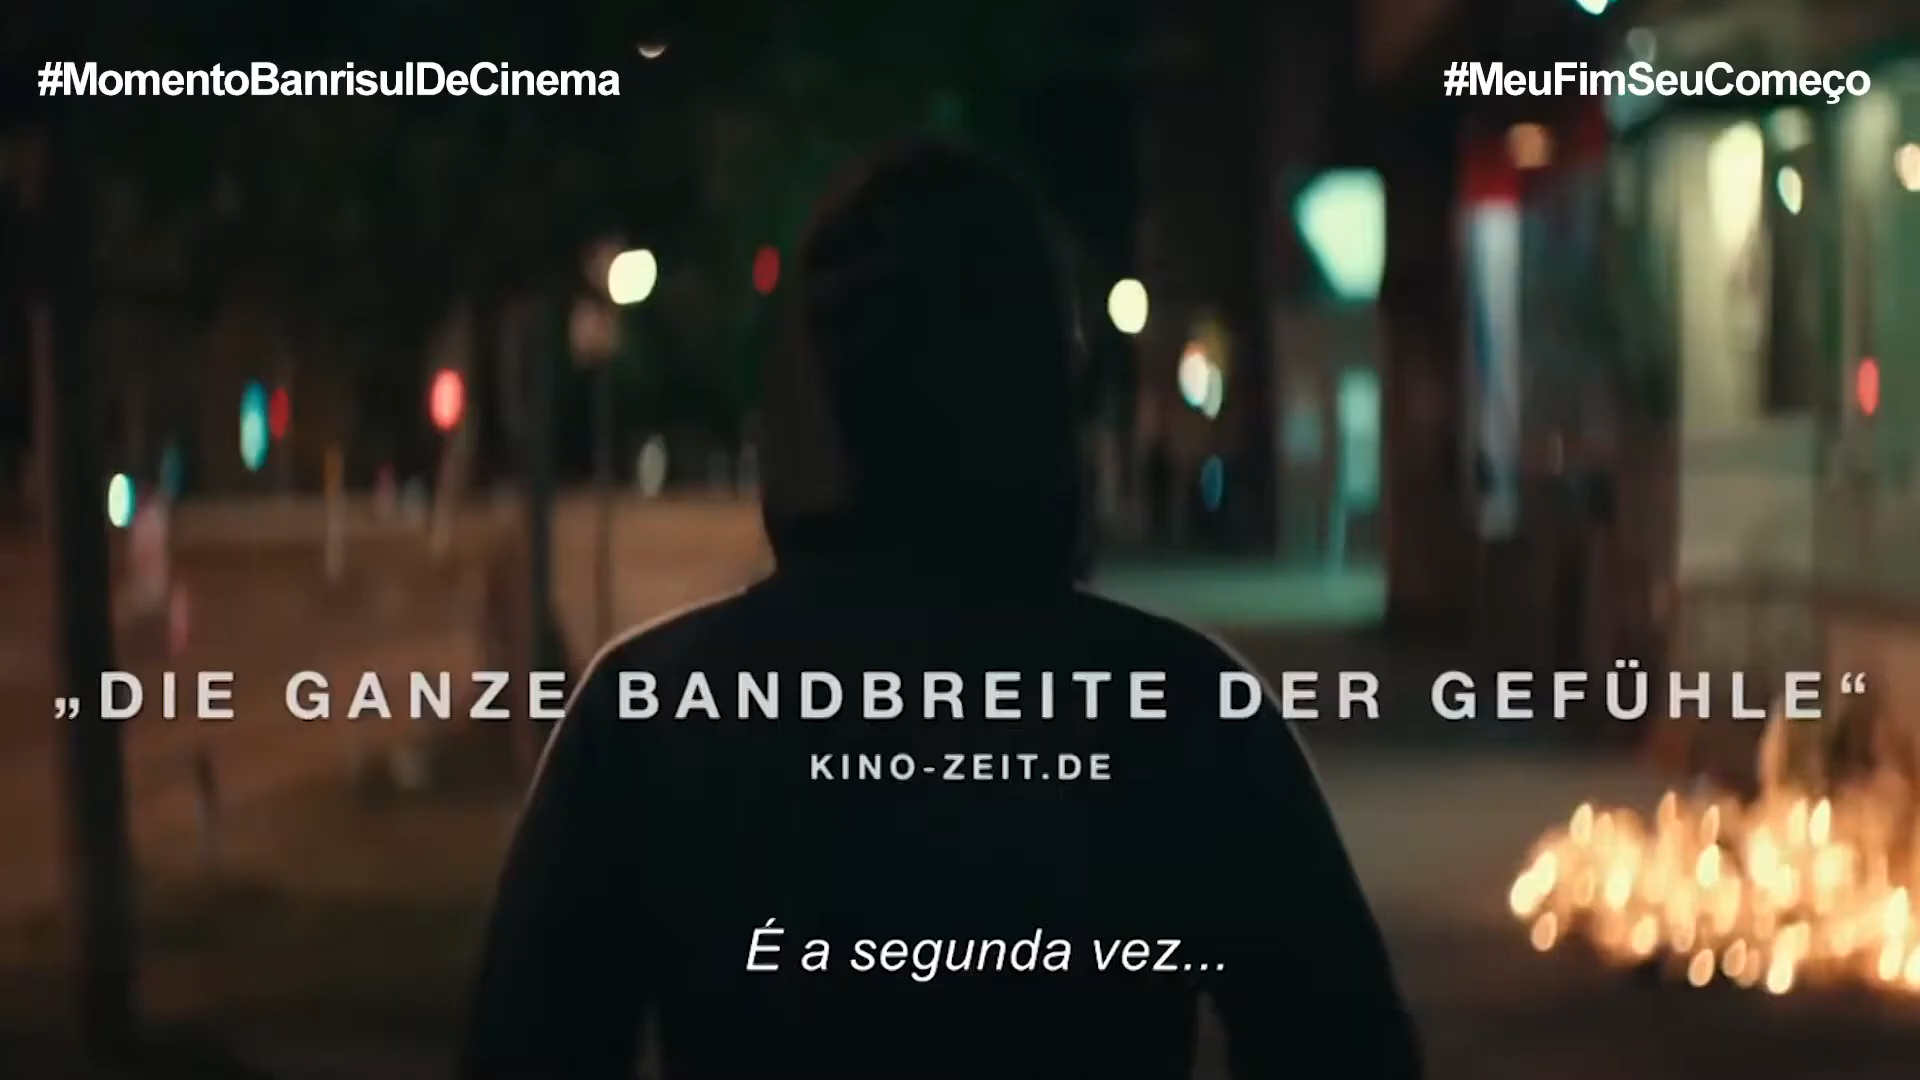 #MomentoBanrisulDeCinema
#MeuFimSeuComeço
„DIE GANZE BANDBREITE DER GEFÜHLE“
KINO-ZEIT.DE
É a segunda vez...